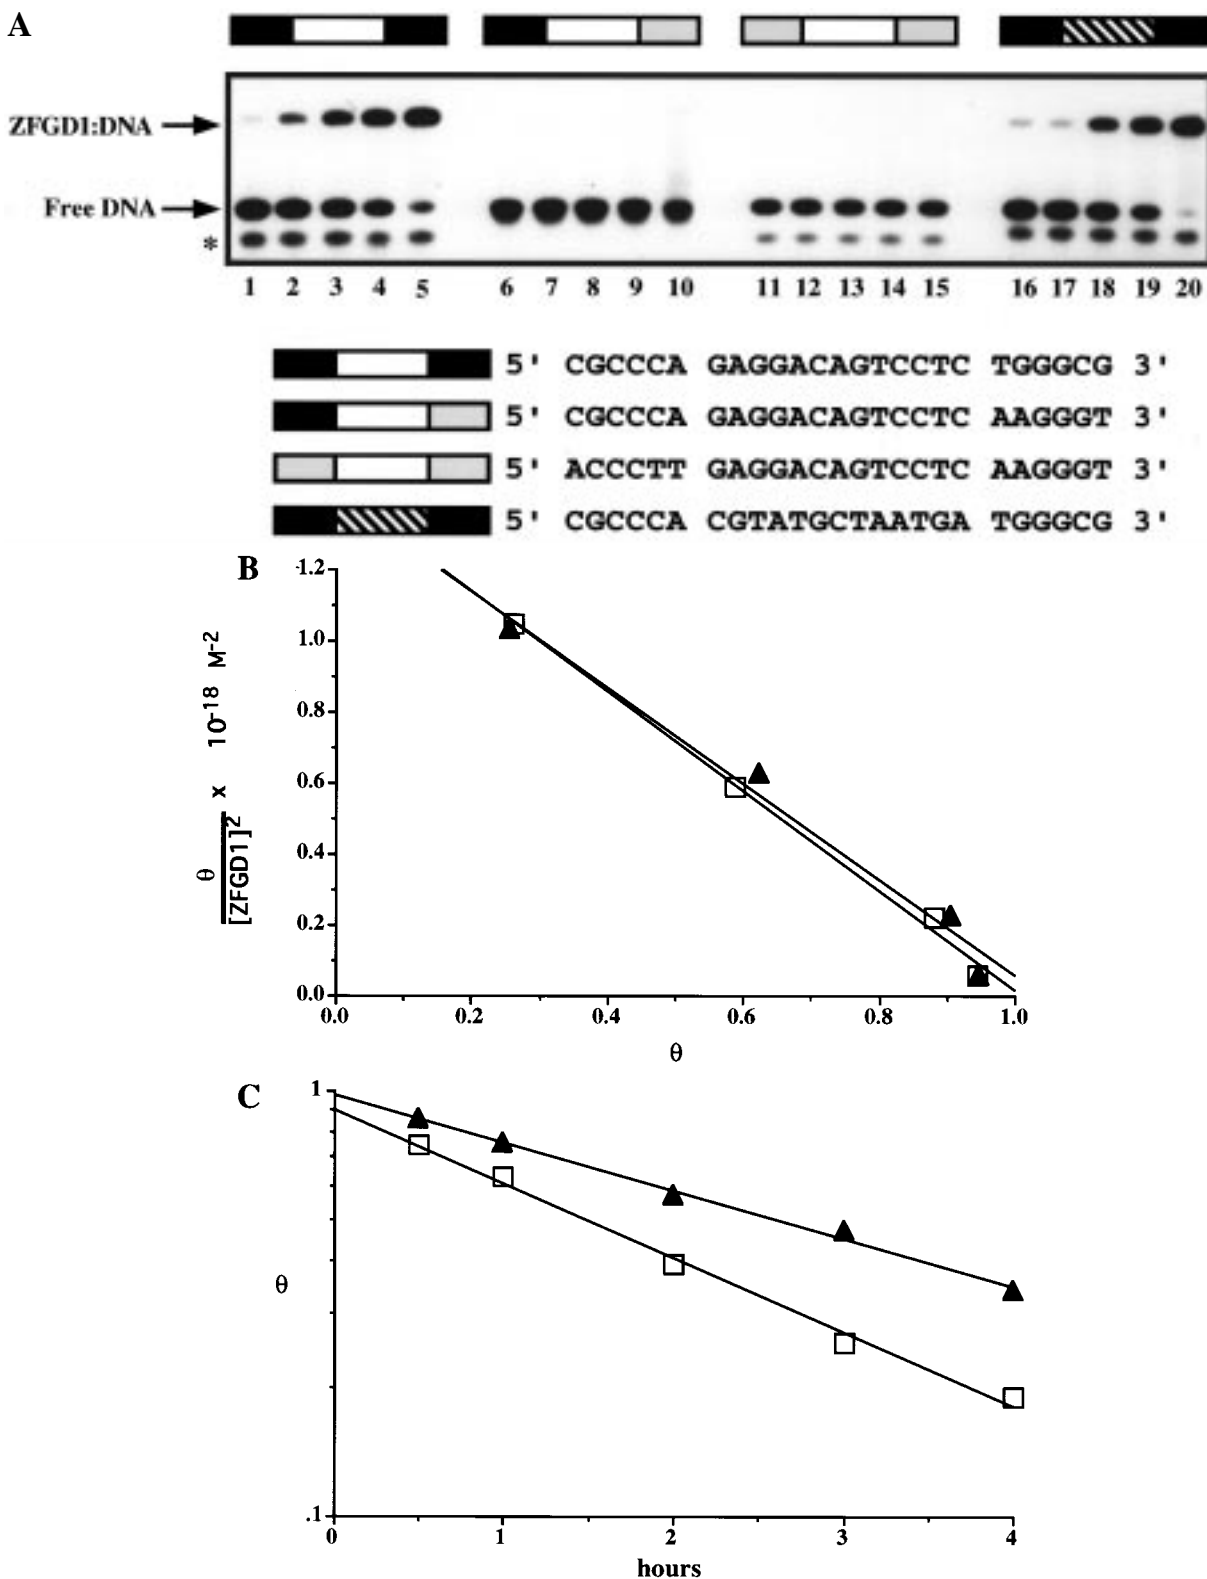 A
ZFGD1:DNA
Free DNA
*
1 2 3 4 5 6 7 8 9 10 11 12 13 14 15 16 17 18 19 20
5' CGCCCA GAGGACAGTCCTC TGGGCG 3'
5' CGCCCA GAGGACAGTCCTC AAGGGT 3'
5' ACCCTT GAGGACAGTCCTC AAGGGT 3'
5' CGCCCA CGTATGCTAATGA TGGGCG 3'
B
θ / [ZFGD1]² x 10⁻¹⁸ M⁻²
1.2
1.0
0.8
0.6
0.4
0.2
0.0
0.0 0.2 0.4 0.6 0.8 1.0
θ
C
θ
1
.1
0 1 2 3 4
hours